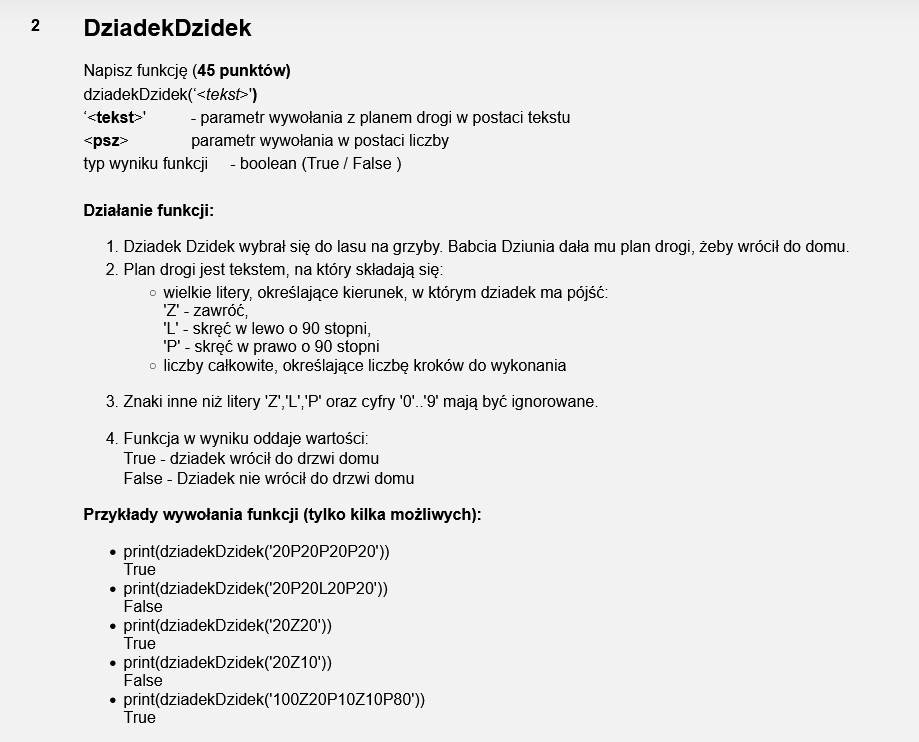 2 DziadekDzidek
Napisz funkcję (45 punktów)
dziadekDzidek('<tekst>')
'<tekst>' - parametr wywołania z planem drogi w postaci tekstu
<psz> parametr wywołania w postaci liczby
typ wyniku funkcji - boolean (True / False )
Działanie funkcji:
1. Dziadek Dzidek wybrał się do lasu na grzyby. Babcia Dziunia dała mu plan drogi, żeby wrócił do domu.
2. Plan drogi jest tekstem, na który składają się:
○ wielkie litery, określające kierunek, w którym dziadek ma pójść:
'Z' - zawróć,
'L' - skręć w lewo o 90 stopni,
'P' - skręć w prawo o 90 stopni
○ liczby całkowite, określające liczbę kroków do wykonania
3. Znaki inne niż litery 'Z','L','P' oraz cyfry '0'..'9' mają być ignorowane.
4. Funkcja w wyniku oddaje wartości:
True - dziadek wrócił do drzwi domu
False - Dziadek nie wrócił do drzwi domu
Przykłady wywołania funkcji (tylko kilka możliwych):
• print(dziadekDzidek('20P20P20P20'))
True
• print(dziadekDzidek('20P20L20P20'))
False
• print(dziadekDzidek('20Z20'))
True
• print(dziadekDzidek('20Z10'))
False
• print(dziadekDzidek('100Z20P10Z10P80'))
True